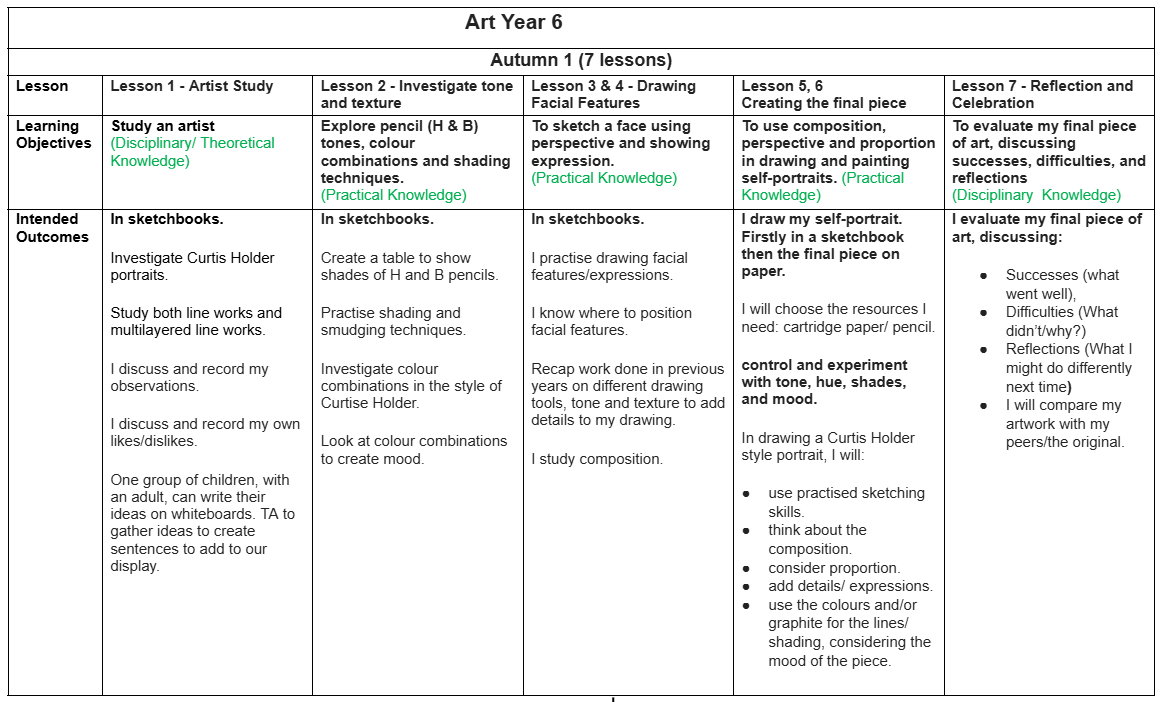 Art Year 6
Autumn 1 (7 lessons)
Lesson
Lesson 1 - Artist Study
Lesson 2 - Investigate tone
and texture
Lesson 3 & 4 - Drawing
Facial Features
Lesson 5, 6
Creating the final piece
Lesson 7 - Reflection and
Celebration
Learning
Objectives
Study an artist
(Disciplinary/ Theoretical
Knowledge)
Explore pencil (H & B)
tones, colour
combinations and shading
techniques.
(Practical Knowledge)
To sketch a face using
perspective and showing
expression.
(Practical Knowledge)
To use composition,
perspective and proportion
in drawing and painting
self-portraits. (Practical
Knowledge)
To evaluate my final piece
of art, discussing
successes, difficulties, and
reflections
(Disciplinary  Knowledge)
Intended
Outcomes
In sketchbooks.
Investigate Curtis Holder
portraits.
Study both line works and
multilayered line works.
I discuss and record my
observations.
I discuss and record my own
likes/dislikes.
One group of children, with
an adult, can write their
ideas on whiteboards. TA to
gather ideas to create
sentences to add to our
display.
In sketchbooks.
Create a table to show
shades of H and B pencils.
Practise shading and
smudging techniques.
Investigate colour
combinations in the style of
Curtise Holder.
Look at colour combinations
to create mood.
In sketchbooks.
I practise drawing facial
features/expressions.
I know where to position
facial features.
Recap work done in previous
years on different drawing
tools, tone and texture to add
details to my drawing.
I study composition.
I draw my self-portrait.
Firstly in a sketchbook
then the final piece on
paper.
I will choose the resources I
need: cartridge paper/ pencil.
control and experiment
with tone, hue, shades,
and mood.
In drawing a Curtis Holder
style portrait, I will:
● use practised sketching
skills.
● think about the
composition.
● consider proportion.
● add details/ expressions.
● use the colours and/or
graphite for the lines/
shading, considering the
mood of the piece.
I evaluate my final piece of
art, discussing:
● Successes (what
went well),
● Difficulties (What
didn't/why?)
● Reflections (What I
might do differently
next time)
● I will compare my
artwork with my
peers/the original.